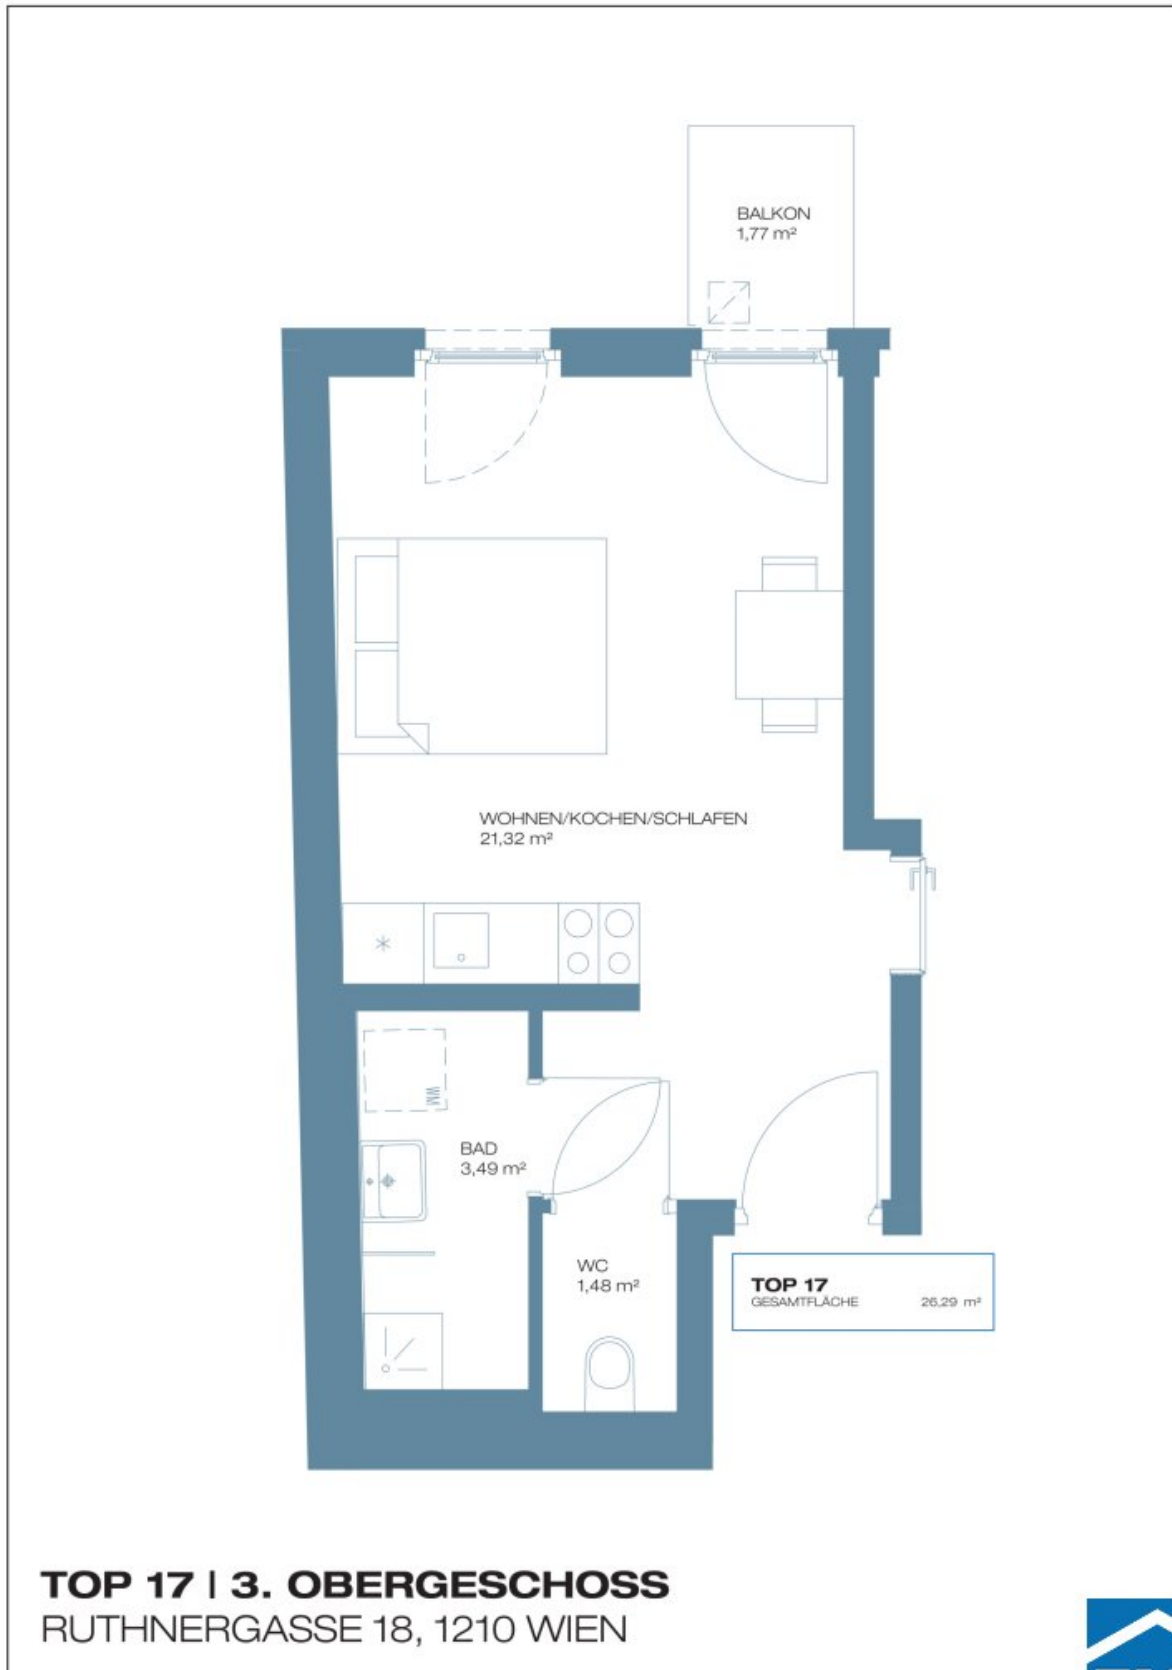 BALKON
1,77 m²
WOHNEN/KOCHEN/SCHLAFEN
21,32 m²
WM
BAD
3,49 m²
WC
1,48 m²
TOP 17
GESAMTFLÄCHE 26,29 m²
TOP 17 | 3. OBERGESCHOSS
RUTHNERGASSE 18, 1210 WIEN